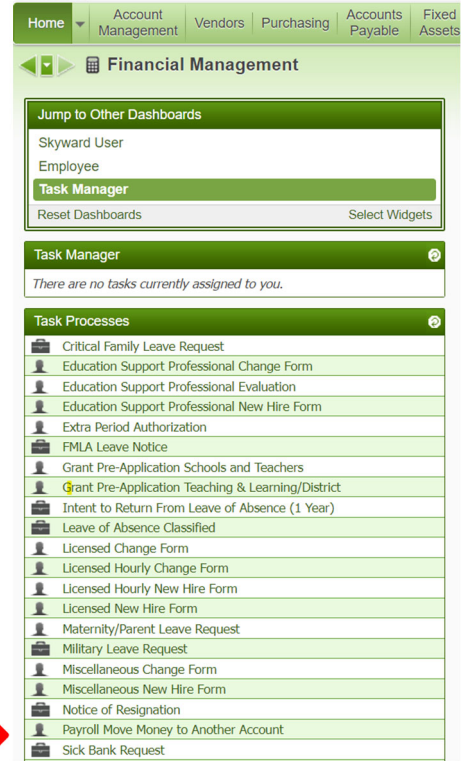 Home
Account Management
Vendors
Purchasing
Accounts Payable
Fixed Assets
Financial Management
Jump to Other Dashboards
Skyward User
Employee
Task Manager
Reset Dashboards Select Widgets
Task Manager
There are no tasks currently assigned to you.
Task Processes
Critical Family Leave Request
Education Support Professional Change Form
Education Support Professional Evaluation
Education Support Professional New Hire Form
Extra Period Authorization
FMLA Leave Notice
Grant Pre-Application Schools and Teachers
Grant Pre-Application Teaching & Learning/District
Intent to Return From Leave of Absence (1 Year)
Leave of Absence Classified
Licensed Change Form
Licensed Hourly Change Form
Licensed Hourly New Hire Form
Licensed New Hire Form
Maternity/Parent Leave Request
Military Leave Request
Miscellaneous Change Form
Miscellaneous New Hire Form
Notice of Resignation
Payroll Move Money to Another Account
Sick Bank Request